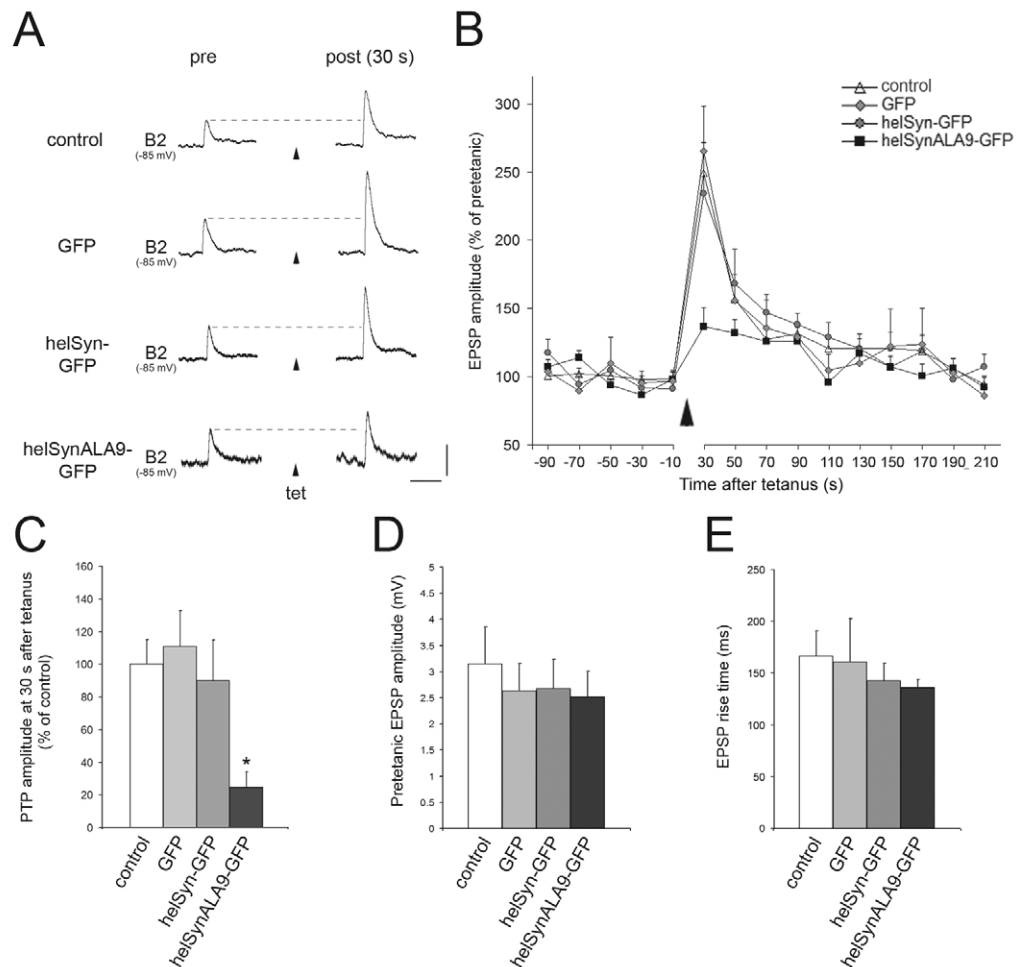 A
pre
post (30 s)
control
B2
(-85 mV)
GFP
B2
(-85 mV)
helSyn-
GFP
B2
(-85 mV)
helSynALA9-
GFP
B2
(-85 mV)
tet
B
EPSP amplitude (% of pretetanic)
300
250
200
150
100
50
control
GFP
helSyn-GFP
helSynALA9-GFP
-90 -70 -50 -30 -10 30 50 70 90 110 130 150 170 190_ 210
Time after tetanus (s)
C
PTP amplitude at 30 s after tetanus
(% of control)
160
140
120
100
80
60
40
20
0
*
control
GFP
helSyn-GFP
helSynALA9-GFP
D
Pretetanic EPSP amplitude (mV)
5
4.5
4
3.5
3
2.5
2
1.5
1
0.5
0
control
GFP
helSyn-GFP
helSynALA9-GFP
E
EPSP rise time (ms)
250
200
150
100
50
0
control
GFP
helSyn-GFP
helSynALA9-GFP